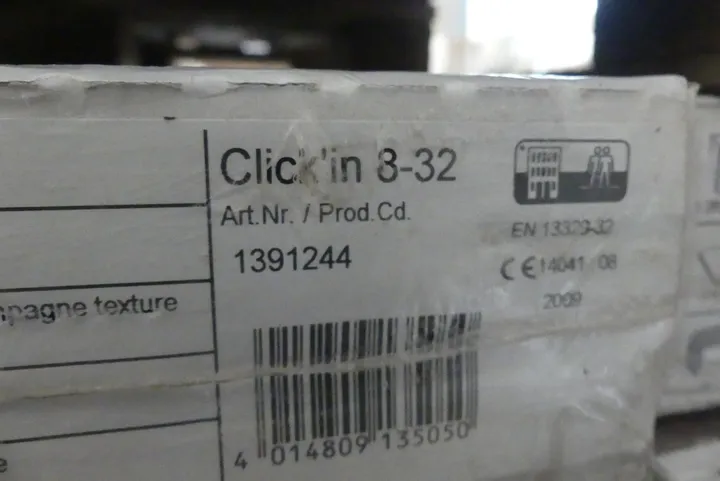 Click'in 8-32
Art.Nr. / Prod.Cd.
1391244
EN 13329-32
CE 14041 08
2009
texture
4 014809 135050